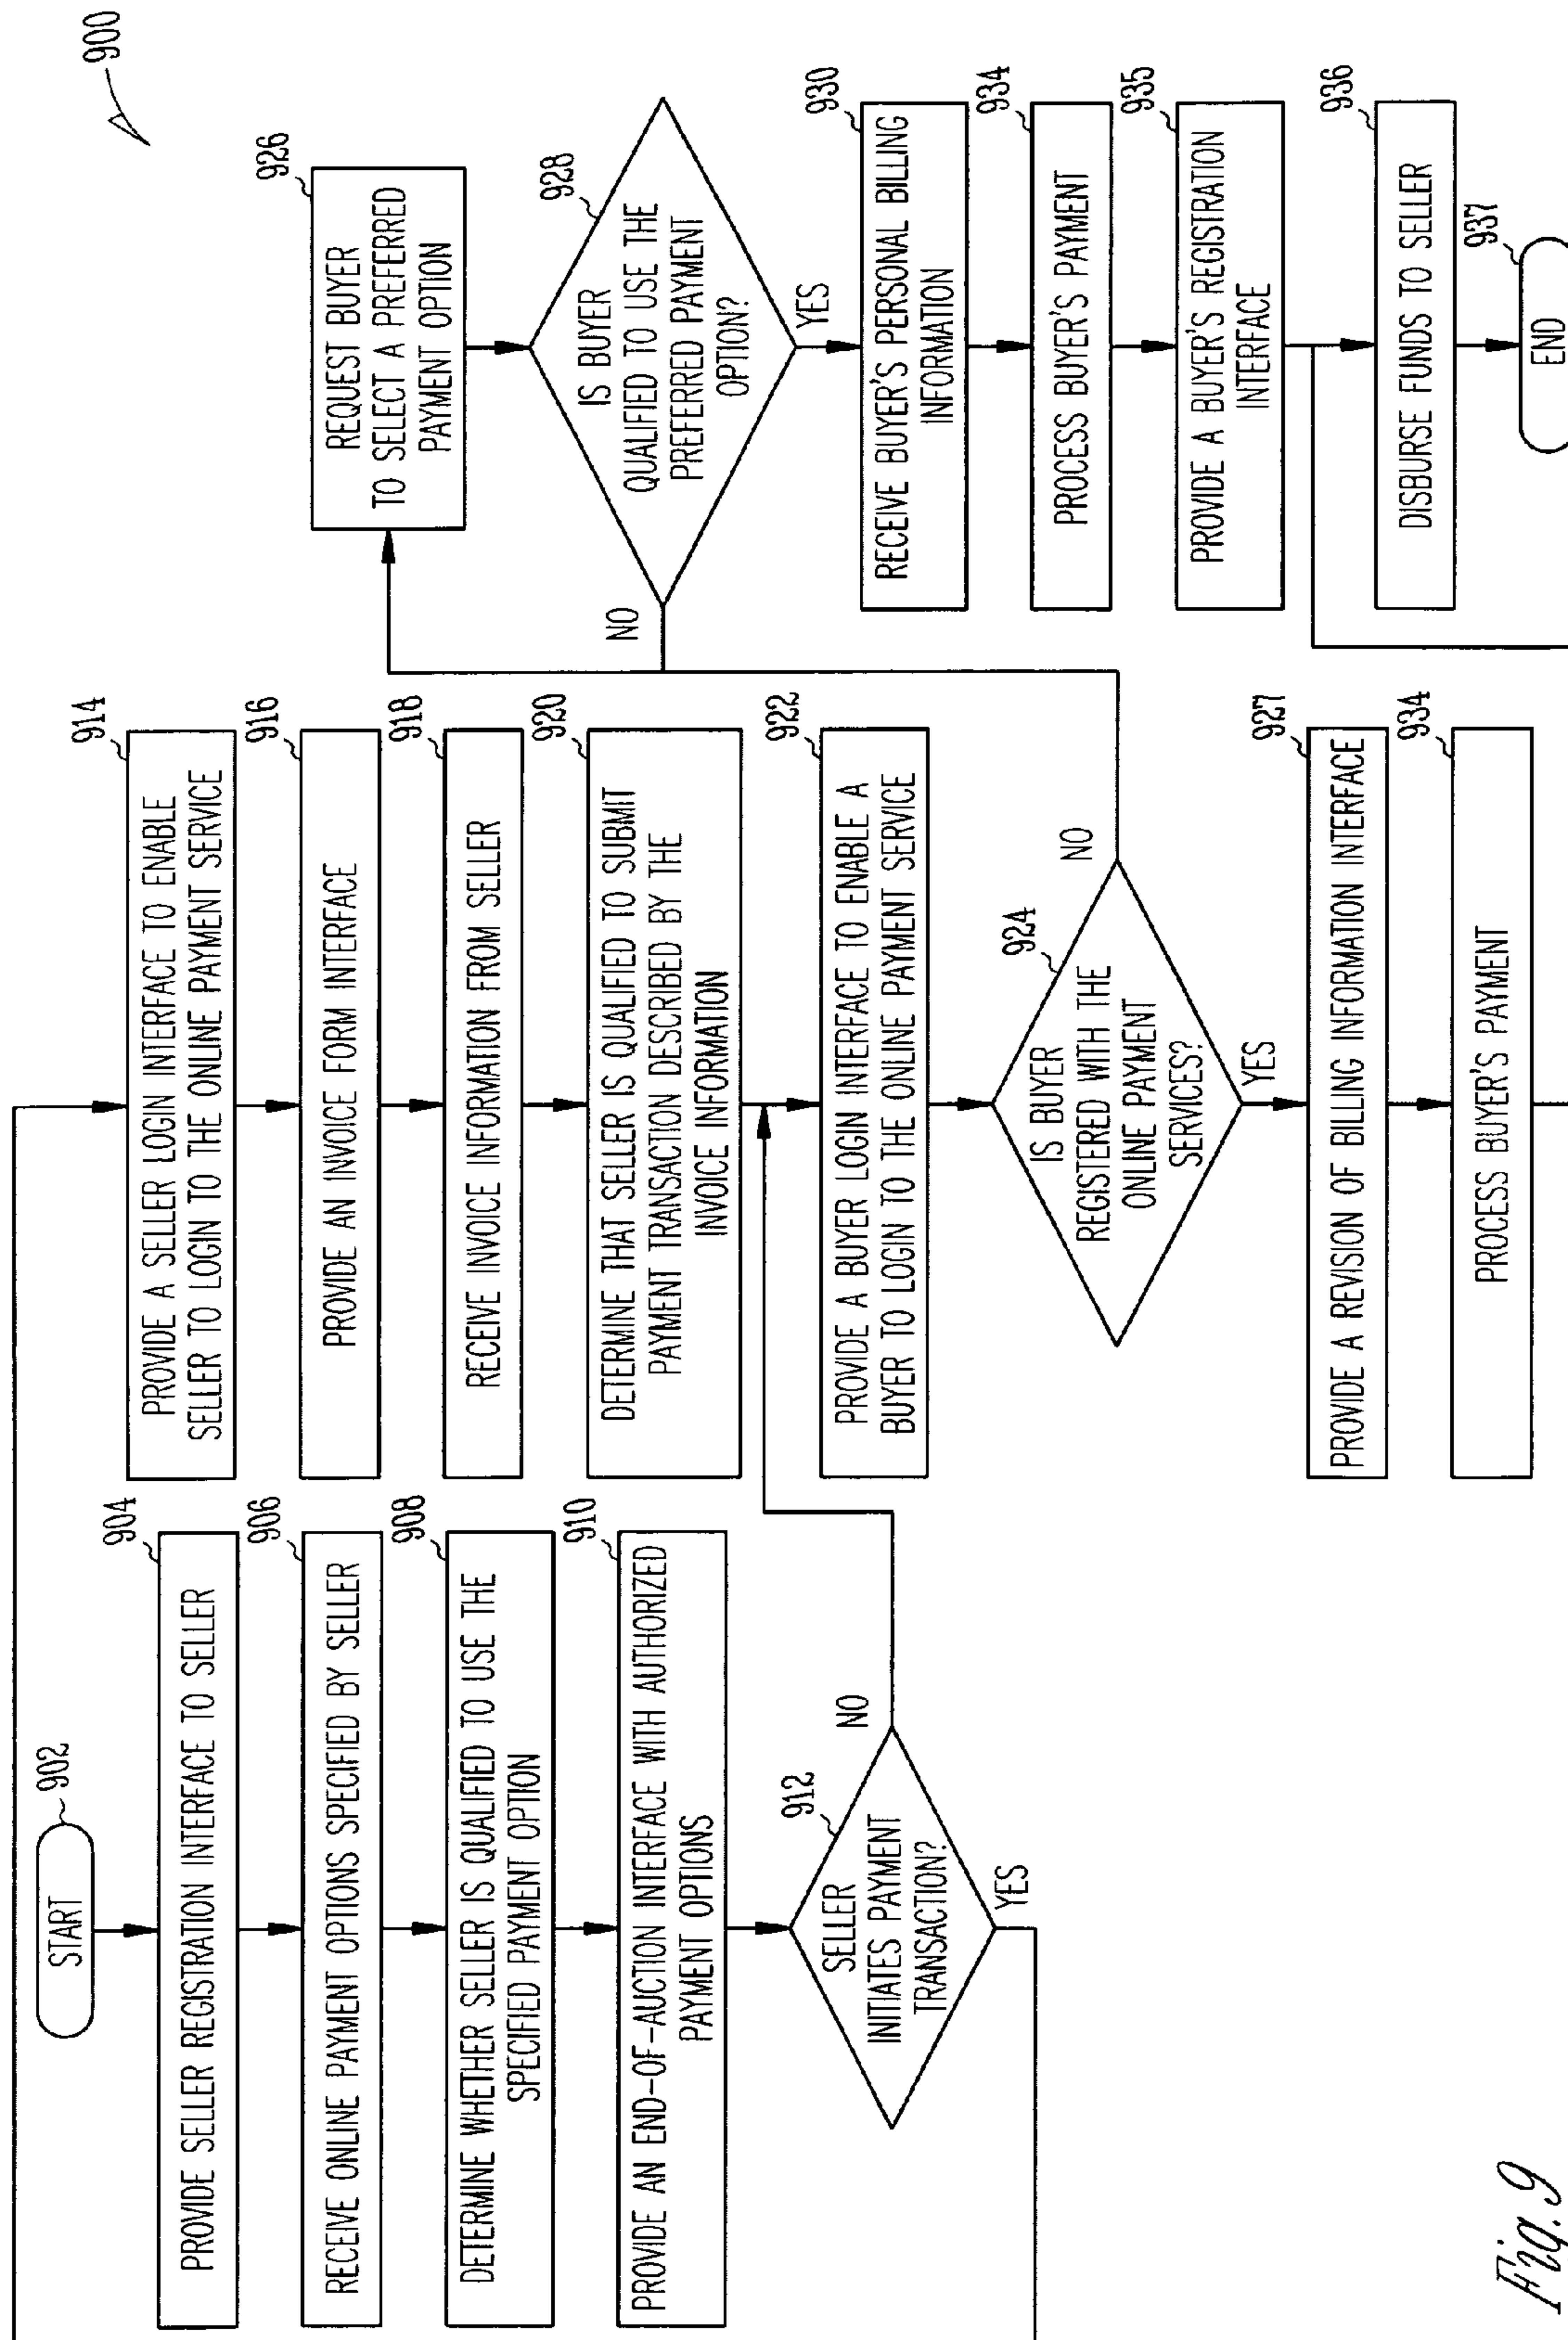 900
START
902
904
PROVIDE SELLER REGISTRATION INTERFACE TO SELLER
906
RECEIVE ONLINE PAYMENT OPTIONS SPECIFIED BY SELLER
908
DETERMINE WHETHER SELLER IS QUALIFIED TO USE THE
SPECIFIED PAYMENT OPTION
910
PROVIDE AN END-OF-AUCTION INTERFACE WITH AUTHORIZED
PAYMENT OPTIONS
912
SELLER
INITIATES PAYMENT
TRANSACTION?
NO
YES
914
PROVIDE A SELLER LOGIN INTERFACE TO ENABLE
SELLER TO LOGIN TO THE ONLINE PAYMENT SERVICE
916
PROVIDE AN INVOICE FORM INTERFACE
918
RECEIVE INVOICE INFORMATION FROM SELLER
920
DETERMINE THAT SELLER IS QUALIFIED TO SUBMIT
PAYMENT TRANSACTION DESCRIBED BY THE
INVOICE INFORMATION
922
PROVIDE A BUYER LOGIN INTERFACE TO ENABLE A
BUYER TO LOGIN TO THE ONLINE PAYMENT SERVICE
924
IS BUYER
REGISTERED WITH THE
ONLINE PAYMENT
SERVICES?
NO
YES
927
PROVIDE A REVISION OF BILLING INFORMATION INTERFACE
934
PROCESS BUYER'S PAYMENT
926
REQUEST BUYER
TO SELECT A PREFERRED
PAYMENT OPTION
928
IS BUYER
QUALIFIED TO USE THE
PREFERRED PAYMENT
OPTION?
NO
YES
930
RECEIVE BUYER'S PERSONAL BILLING
INFORMATION
934
PROCESS BUYER'S PAYMENT
935
PROVIDE A BUYER'S REGISTRATION
INTERFACE
936
DISBURSE FUNDS TO SELLER
937
END
Fig. 9